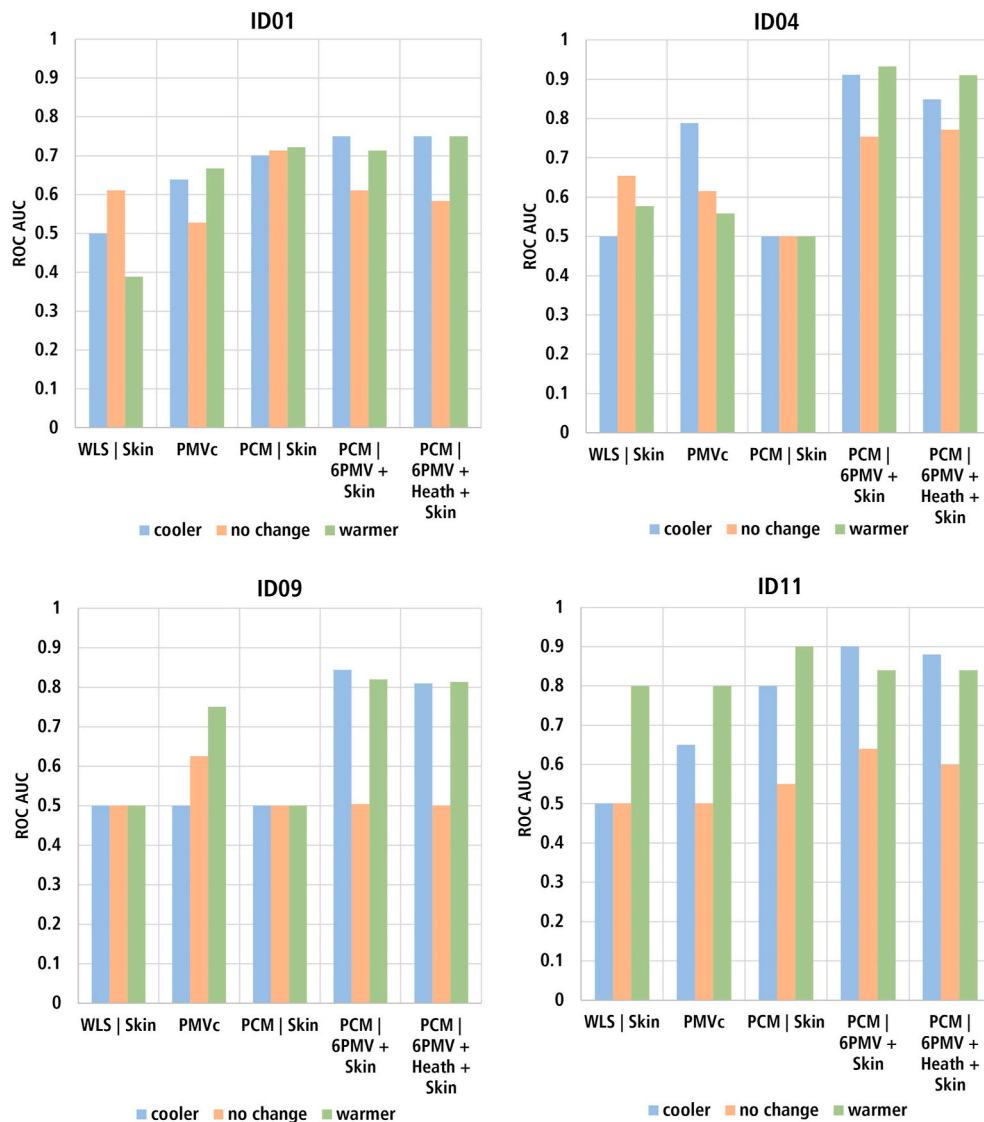 ID01
1
0.9
0.8
0.7
0.6
0.5
0.4
0.3
0.2
0.1
0
ROC AUC
WLS | Skin
PMVc
PCM | Skin
PCM |
6PMV +
Skin
PCM |
6PMV +
Heath +
Skin
cooler no change warmer
ID04
1
0.9
0.8
0.7
0.6
0.5
0.4
0.3
0.2
0.1
0
ROC AUC
WLS | Skin
PMVc
PCM | Skin
PCM |
6PMV +
Skin
PCM |
6PMV +
Heath +
Skin
cooler no change warmer
ID09
1
0.9
0.8
0.7
0.6
0.5
0.4
0.3
0.2
0.1
0
ROC AUC
WLS | Skin
PMVc
PCM | Skin
PCM |
6PMV +
Skin
PCM |
6PMV +
Heath +
Skin
cooler no change warmer
ID11
1
0.9
0.8
0.7
0.6
0.5
0.4
0.3
0.2
0.1
0
ROC AUC
WLS | Skin
PMVc
PCM | Skin
PCM |
6PMV +
Skin
PCM |
6PMV +
Heath +
Skin
cooler no change warmer